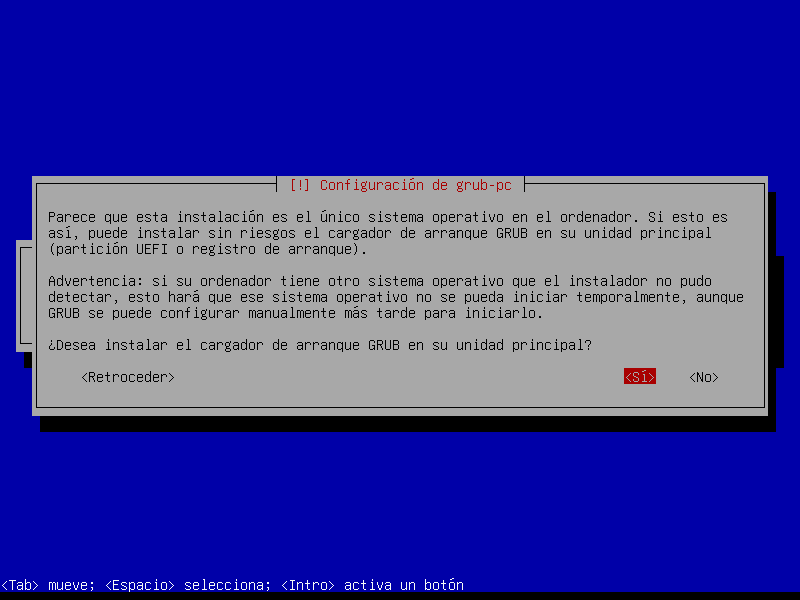 [!] Configuración de grub-pc
Parece que esta instalación es el único sistema operativo en el ordenador. Si esto es
así, puede instalar sin riesgos el cargador de arranque GRUB en su unidad principal
(partición UEFI o registro de arranque).
Advertencia: si su ordenador tiene otro sistema operativo que el instalador no pudo
detectar, esto hará que ese sistema operativo no se pueda iniciar temporalmente, aunque
GRUB se puede configurar manualmente más tarde para iniciarlo.
¿Desea instalar el cargador de arranque GRUB en su unidad principal?
<Retroceder> <Sí> <No>
<Tab> mueve; <Espacio> selecciona; <Intro> activa un botón